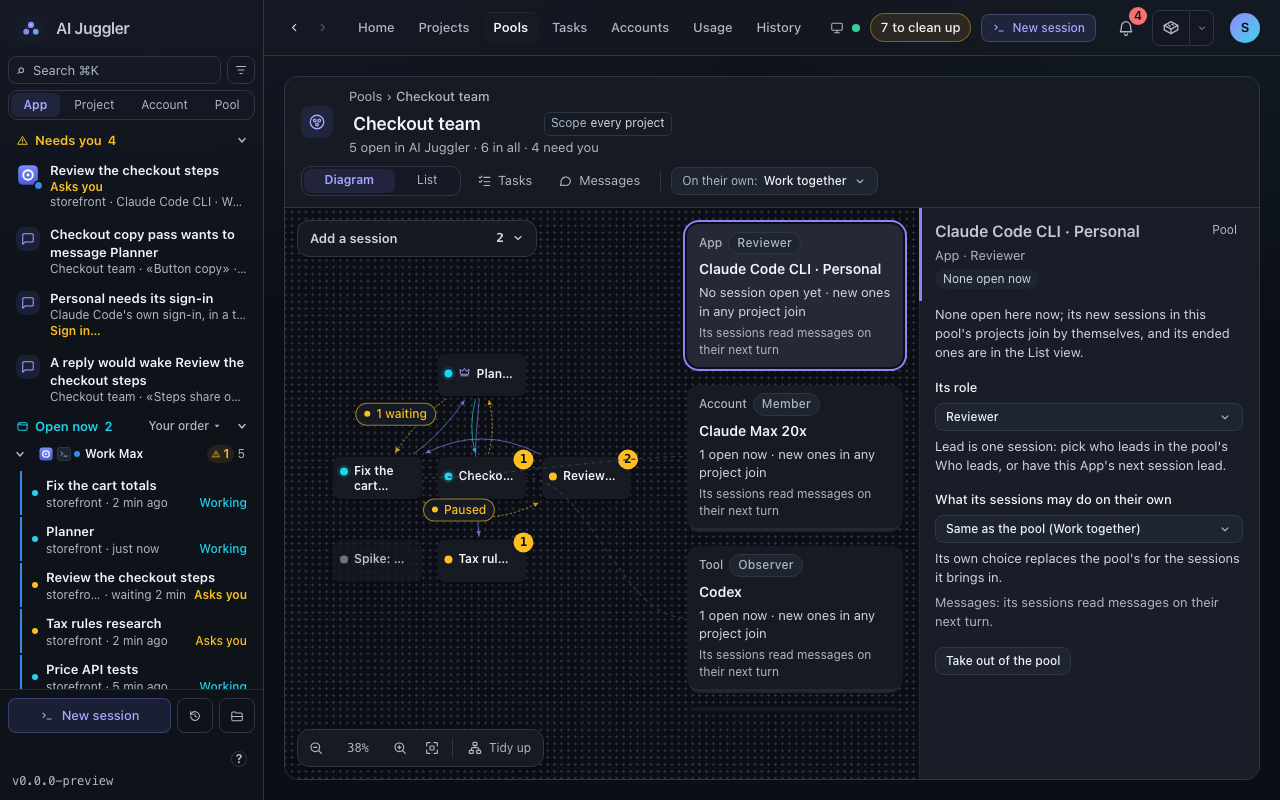 AI Juggler
Search ⌘K
App
Project
Account
Pool
Needs you 4
Review the checkout steps
Asks you
storefront · Claude Code CLI · W...
Checkout copy pass wants to
message Planner
Checkout team · «Button copy» ·...
Personal needs its sign-in
Claude Code's own sign-in, in a t...
Sign in...
A reply would wake Review the
checkout steps
Checkout team · «Steps share o...
Open now 2
Your order
Work Max
1
5
Fix the cart totals
storefront · 2 min ago
Working
Planner
storefront · just now
Working
Review the checkout steps
storefro... · waiting 2 min
Asks you
Tax rules research
storefront · 2 min ago
Asks you
Price API tests
storefront · 5 min ago
Working
New session
?
v0.0.0-preview
Home
Projects
Pools
Tasks
Accounts
Usage
History
7 to clean up
New session
4
S
Pools › Checkout team
Checkout team
Scope every project
5 open in AI Juggler · 6 in all · 4 need you
Diagram
List
Tasks
Messages
On their own: Work together
Add a session
2
Plan...
1 waiting
Fix the
cart...
Checko...
1
Review...
2
Paused
Spike: ...
Tax rul...
1
App
Reviewer
Claude Code CLI · Personal
No session open yet · new ones
in any project join
Its sessions read messages on
their next turn
Account
Member
Claude Max 20x
1 open now · new ones in any
project join
Its sessions read messages on
their next turn
Tool
Observer
Codex
1 open now · new ones in any
project join
Its sessions read messages on
their next turn
38%
Tidy up
Claude Code CLI · Personal
Pool
App · Reviewer
None open now
None open here now; its new sessions in this
pool's projects join by themselves, and its ended
ones are in the List view.
Its role
Reviewer
Lead is one session: pick who leads in the pool's
Who leads, or have this App's next session lead.
What its sessions may do on their own
Same as the pool (Work together)
Its own choice replaces the pool's for the sessions
it brings in.
Messages: its sessions read messages on their
next turn.
Take out of the pool